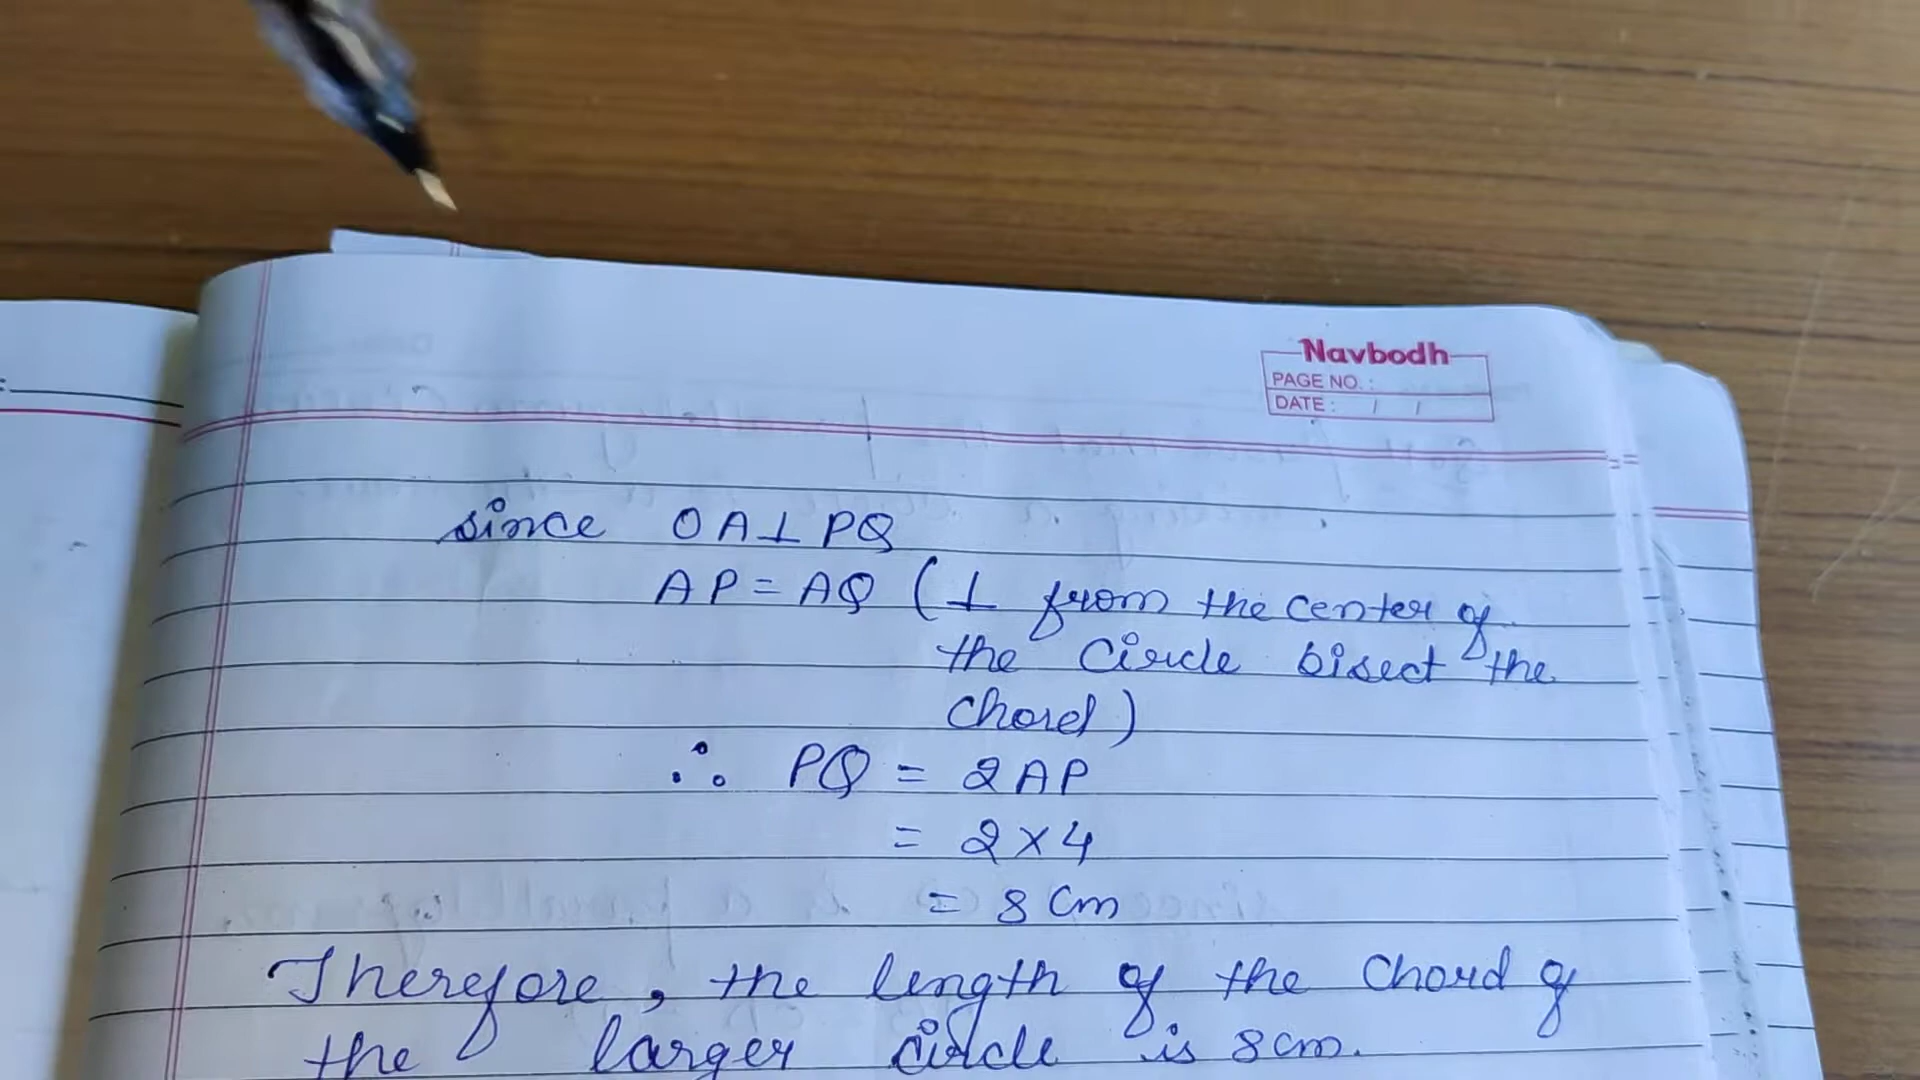 Navbodh
PAGE NO. :
DATE : / /
since OA⊥PQ
AP = AQ (⊥ from the center of
the circle bisect the
chord)
∴ PQ = 2AP
= 2×4
= 8 cm
Therefore, the length of the chord of
the larger circle is 8cm.